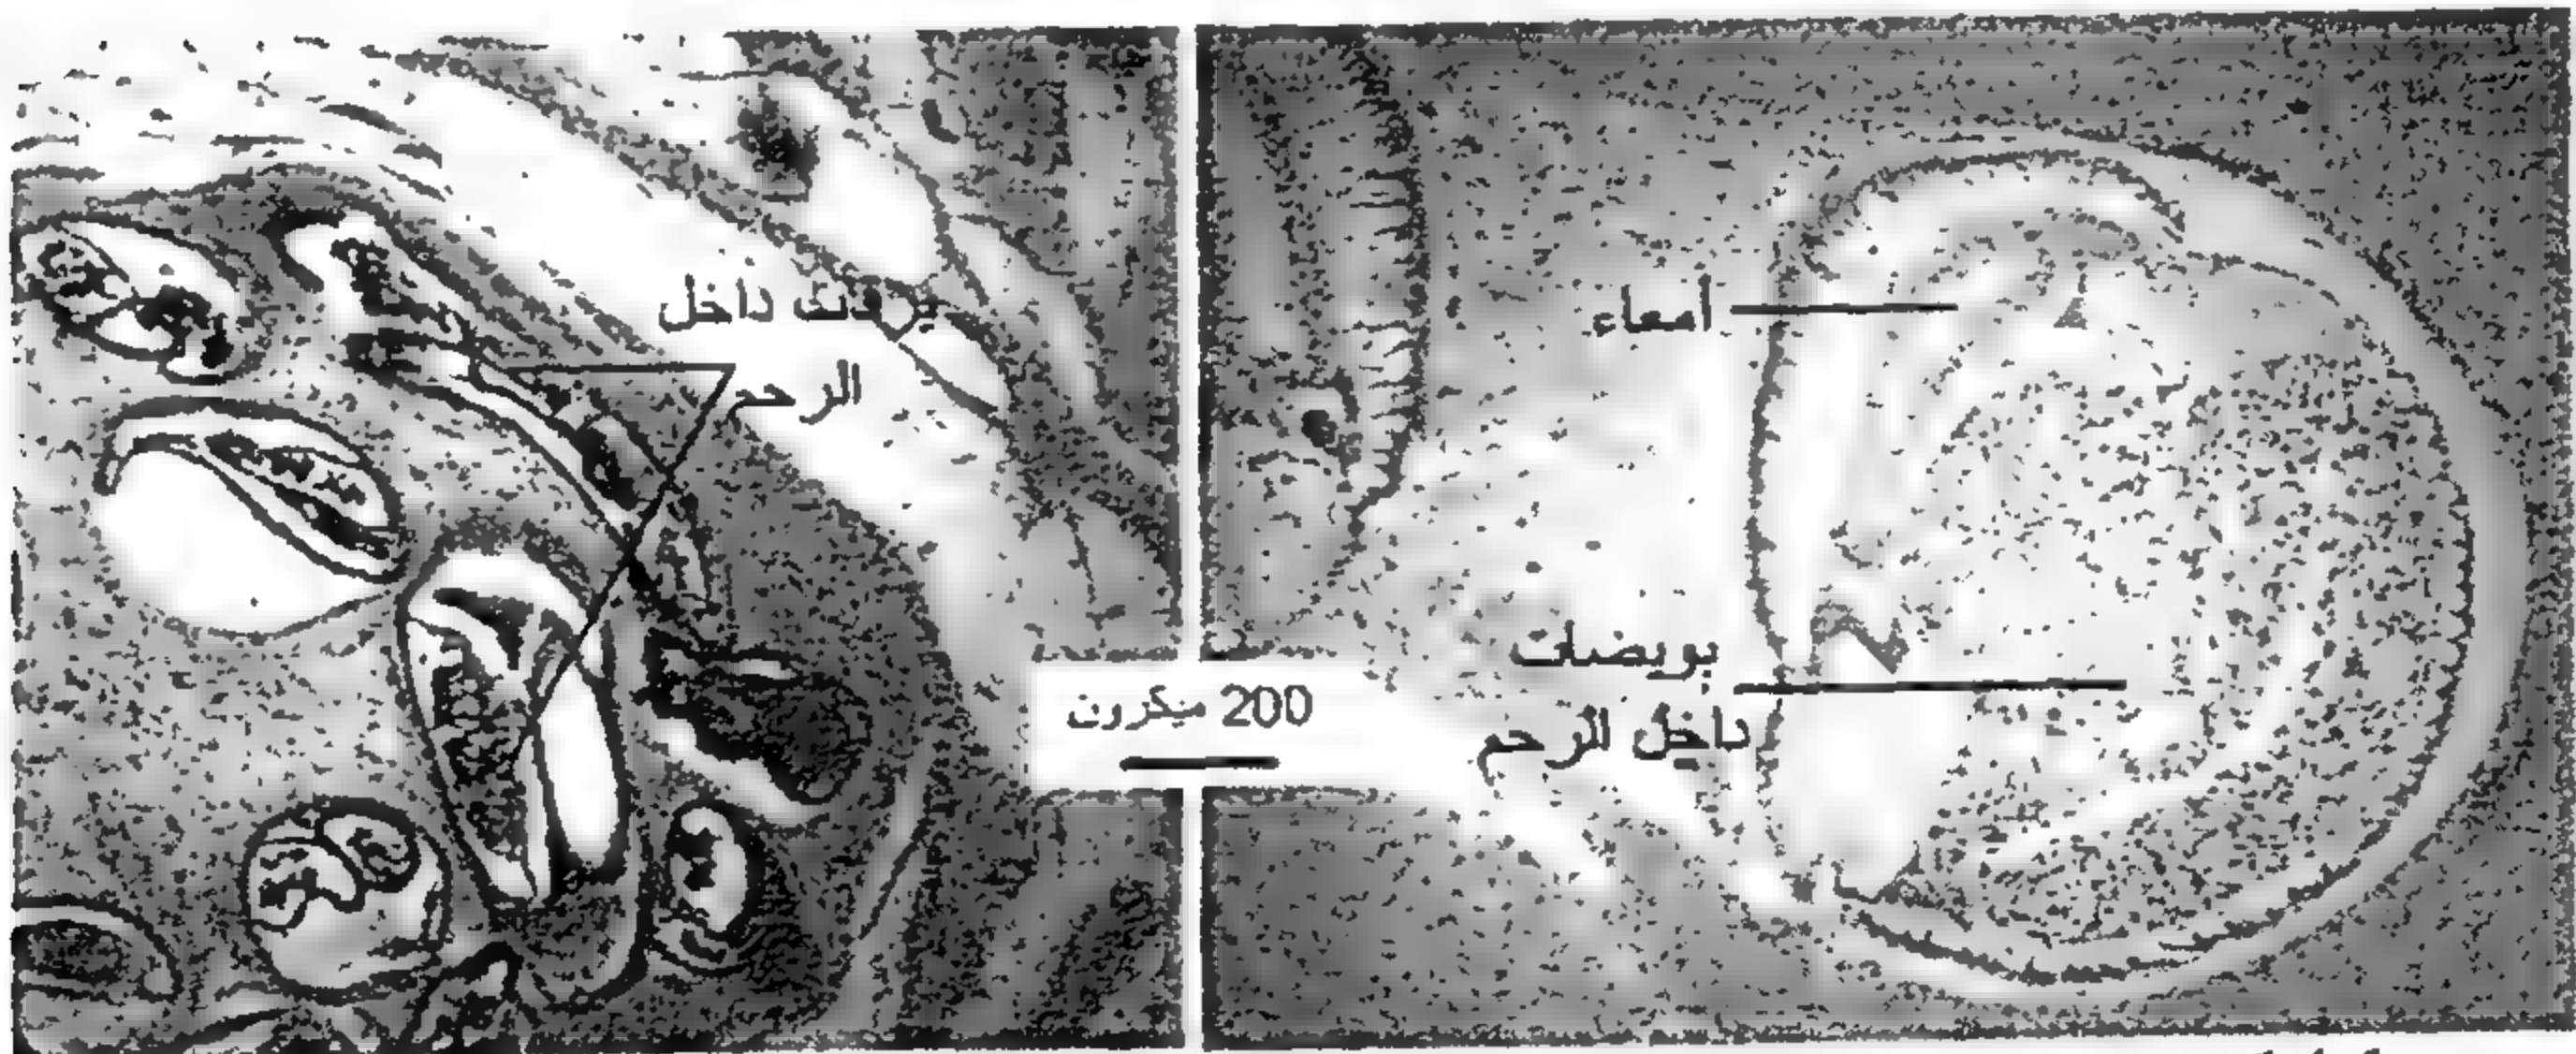 يرقات داخل
الرحم
أمعاء
بويضات
داخل الرحم
200 ميكرون